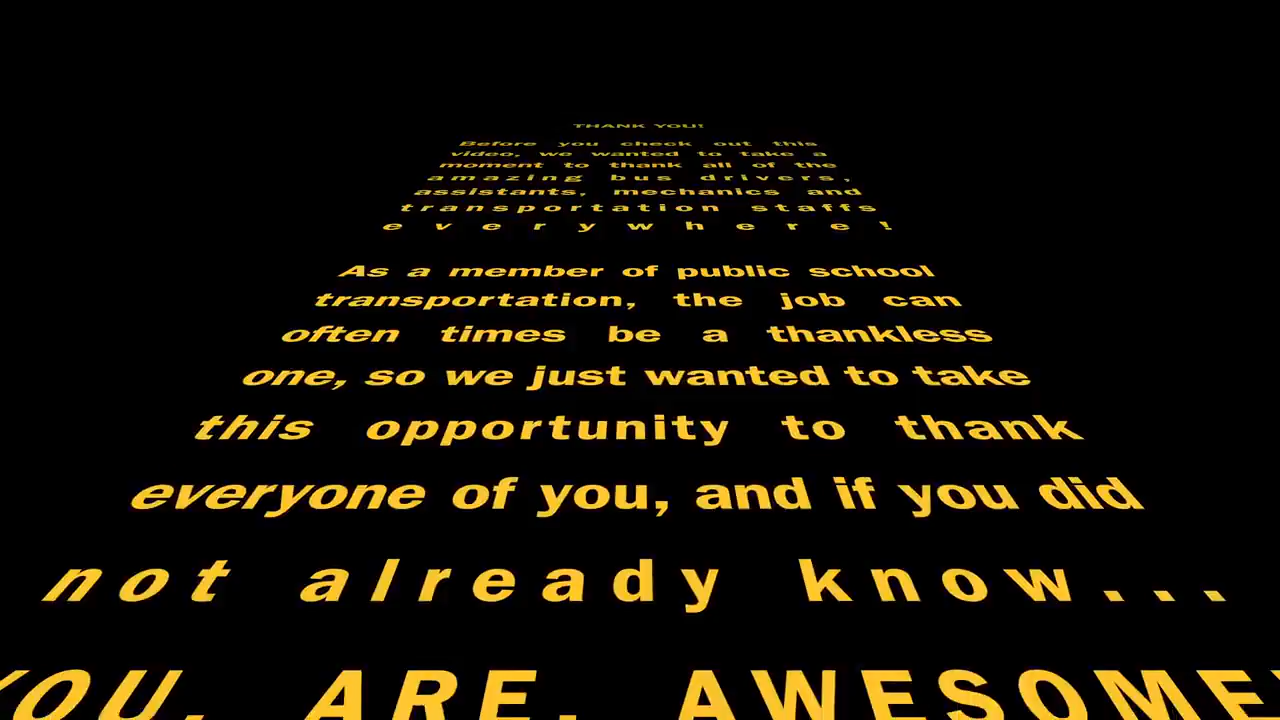 THANK YOU!
Before you check out this
video, we wanted to take a
moment to thank all of the
amazing bus drivers,
assistants, mechanics and
transportation staffs
everywhere!
As a member of public school
transportation, the job can
often times be a thankless
one, so we just wanted to take
this opportunity to thank
everyone of you, and if you did
not already know...
YOU. ARE. AWESOME!